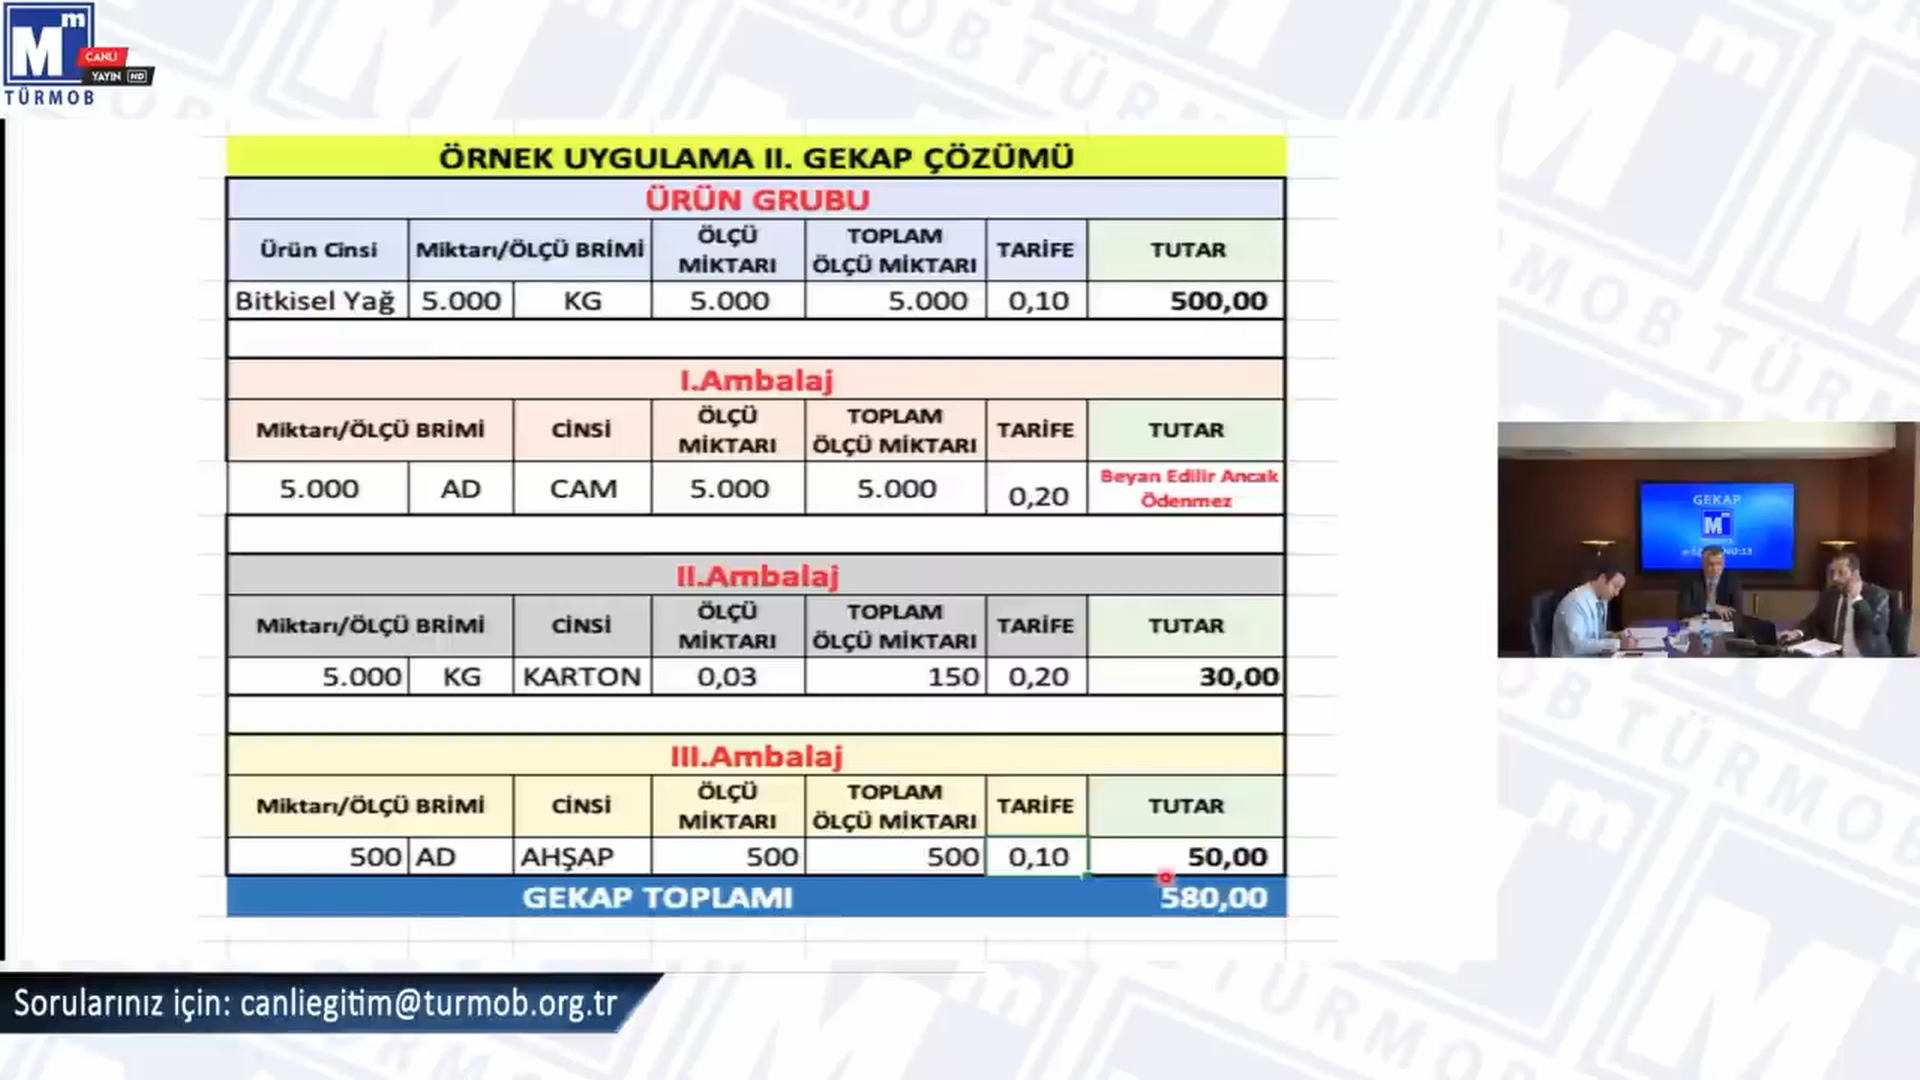 M m
CANLI
YAYIN HD
TÜRMOB
ÖRNEK UYGULAMA II. GEKAP ÇÖZÜMÜ
ÜRÜN GRUBU
Ürün Cinsi Miktarı/ÖLÇÜ BRİMİ ÖLÇÜ MİKTARI TOPLAM ÖLÇÜ MİKTARI TARİFE TUTAR
Bitkisel Yağ 5.000 KG 5.000 5.000 0,10 500,00
I.Ambalaj
Miktarı/ÖLÇÜ BRİMİ CİNSİ ÖLÇÜ MİKTARI TOPLAM ÖLÇÜ MİKTARI TARİFE TUTAR
5.000 AD CAM 5.000 5.000 0,20 Beyan Edilir Ancak Ödenmez
II.Ambalaj
Miktarı/ÖLÇÜ BRİMİ CİNSİ ÖLÇÜ MİKTARI TOPLAM ÖLÇÜ MİKTARI TARİFE TUTAR
5.000 KG KARTON 0,03 150 0,20 30,00
III.Ambalaj
Miktarı/ÖLÇÜ BRİMİ CİNSİ ÖLÇÜ MİKTARI TOPLAM ÖLÇÜ MİKTARI TARİFE TUTAR
500 AD AHŞAP 500 500 0,10 50,00
GEKAP TOPLAMI 580,00
GEKAP
M
Sorularınız için: canliegitim@turmob.org.tr